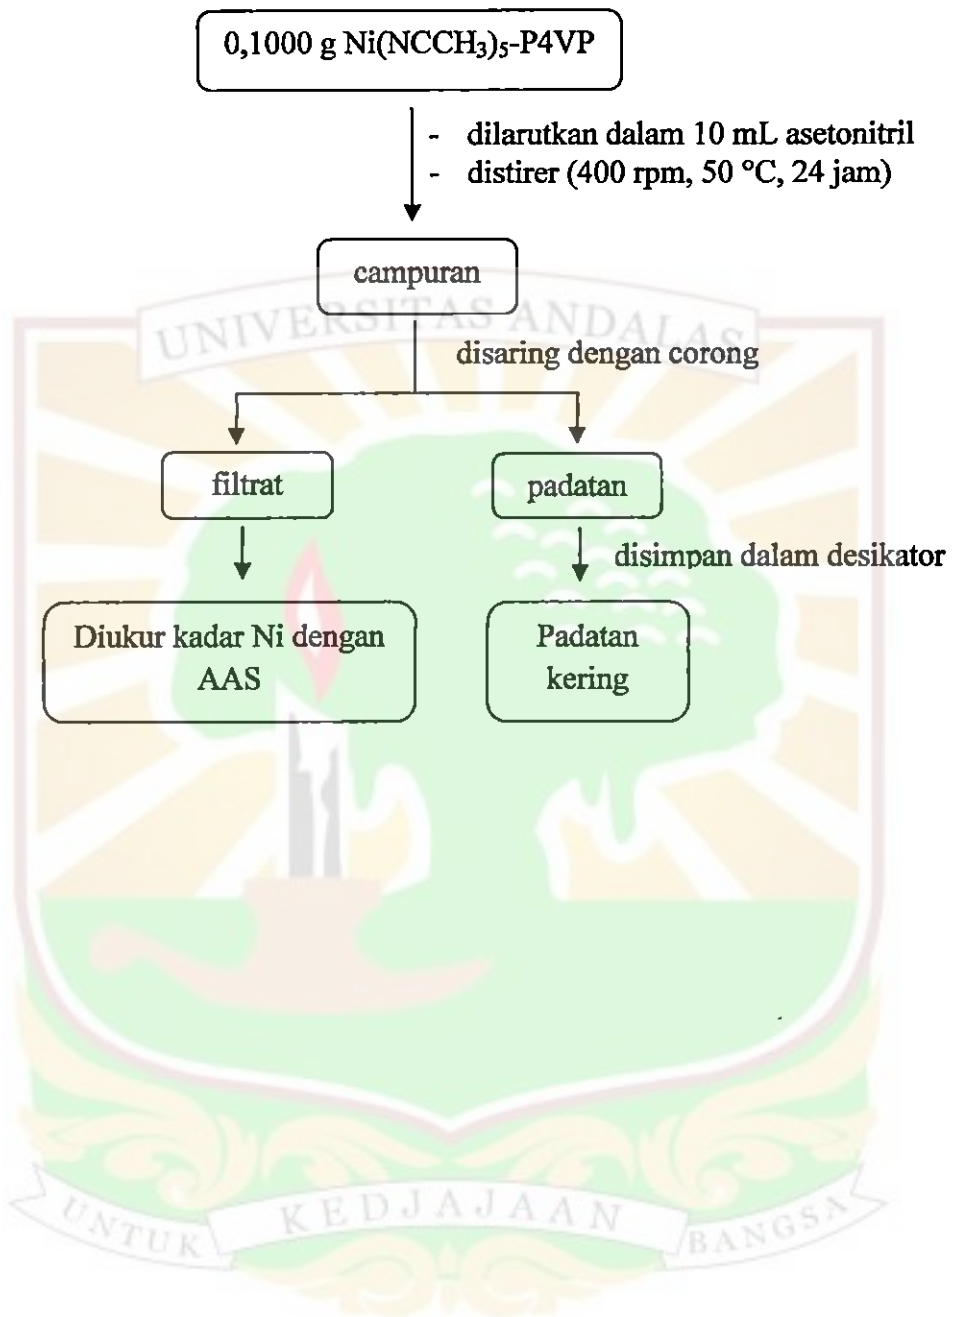 0,1000 g Ni(NCCH₃)₅-P4VP
- dilarutkan dalam 10 mL asetonitril
- distirer (400 rpm, 50 °C, 24 jam)
campuran
UNIVERSITAS ANDALAS
disaring dengan corong
filtrat
padatan
disimpan dalam desikator
Diukur kadar Ni dengan
AAS
Padatan
kering
UNTUK KEDJAJAAN BANGSA